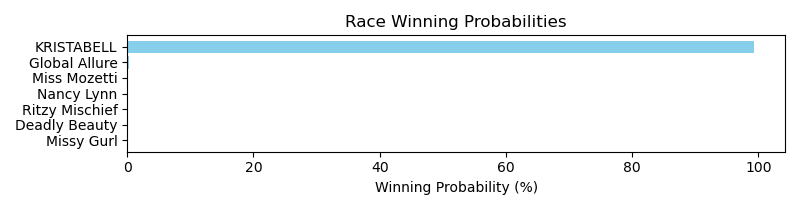 Race Winning Probabilities
KRISTABELL
Global Allure
Miss Mozetti
Nancy Lynn
Ritzy Mischief
Deadly Beauty
Missy Gurl
0 20 40 60 80 100
Winning Probability (%)